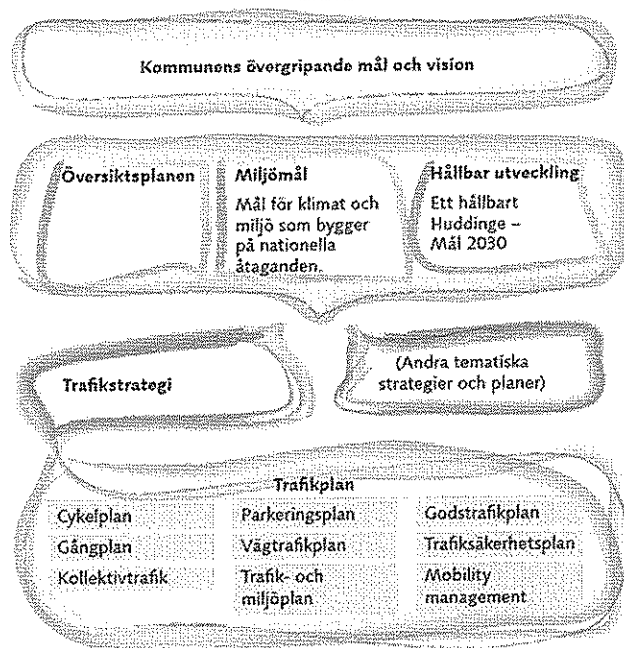 Kommunens övergripande mål och vision
Översiktsplanen
Miljömål
Mål för klimat och
miljö som bygger
på nationella
åtaganden.
Hållbar utveckling
Ett hållbart
Huddinge –
Mål 2030
Trafikstrategi
(Andra tematiska
strategier och planer)
Trafikplan
Cykelplan
Gångplan
Kollektivtrafik
Parkeringsplan
Vägtrafikplan
Trafik- och
miljöplan
Godstrafikplan
Trafiksäkerhetsplan
Mobility
management